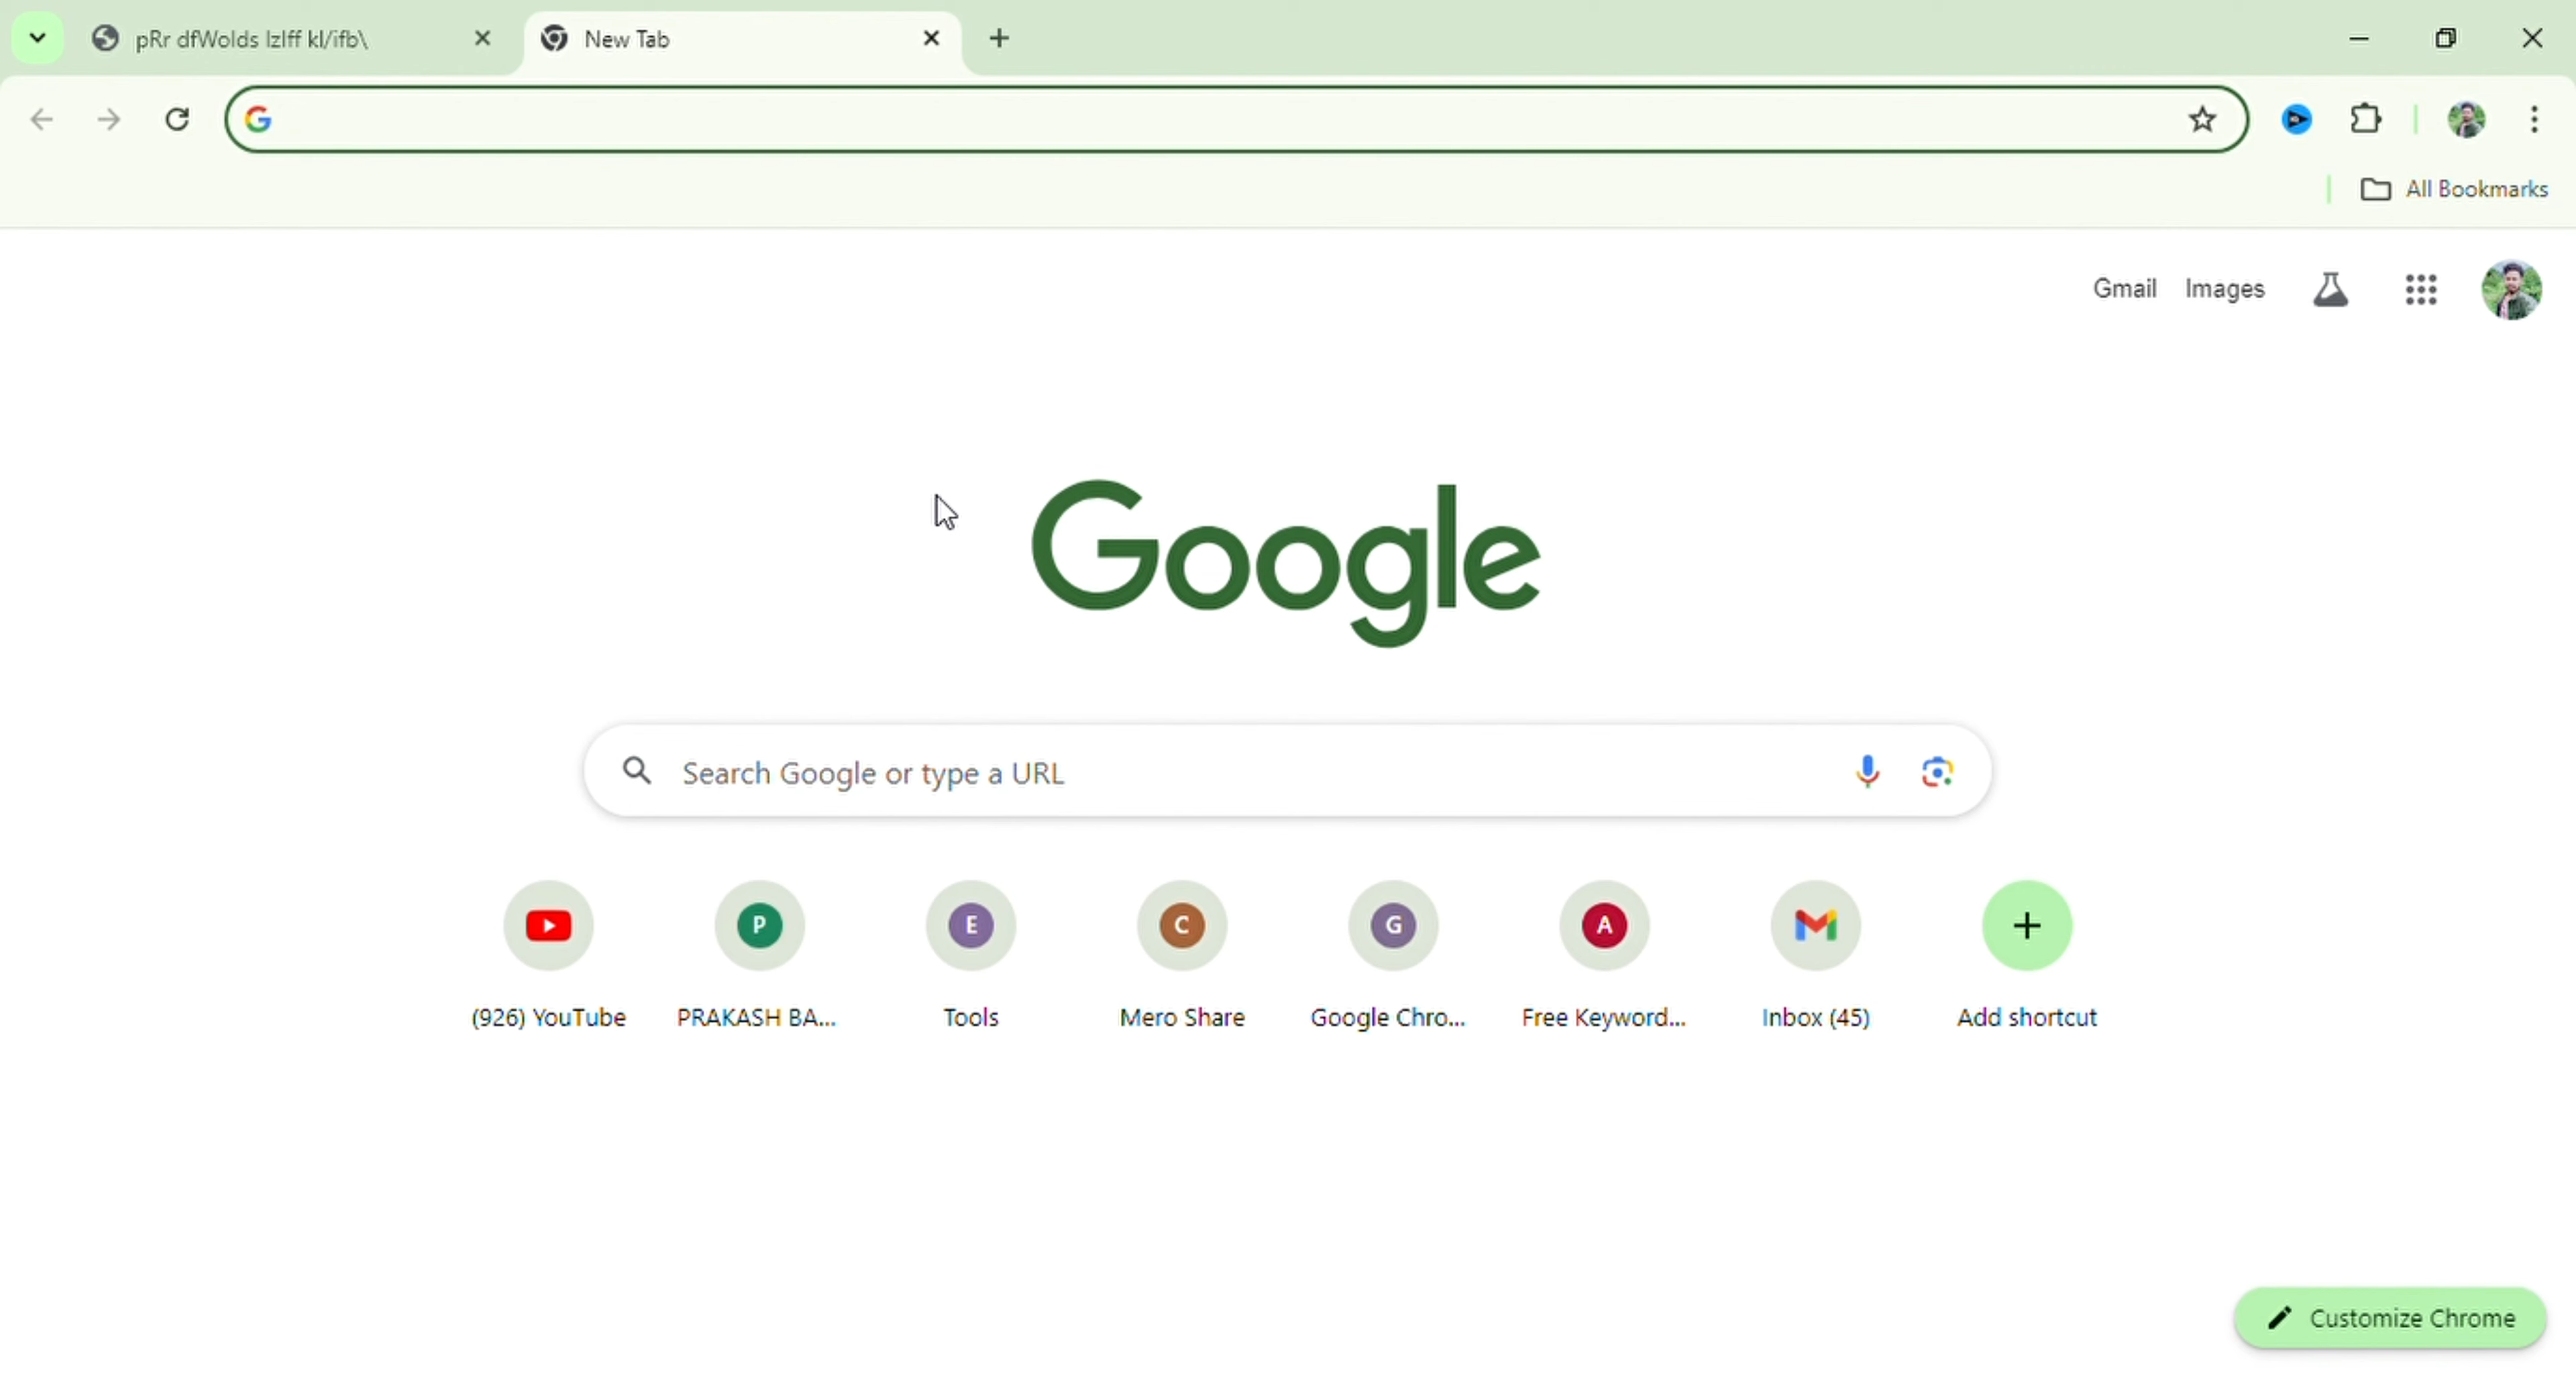 pRr dfWolds lzlff kl/ifb\
New Tab
All Bookmarks
Gmail Images
Google
Search Google or type a URL
P E C G A
(926) YouTube PRAKASH BA... Tools Mero Share Google Chro... Free Keyword... Inbox (45) Add shortcut
Customize Chrome